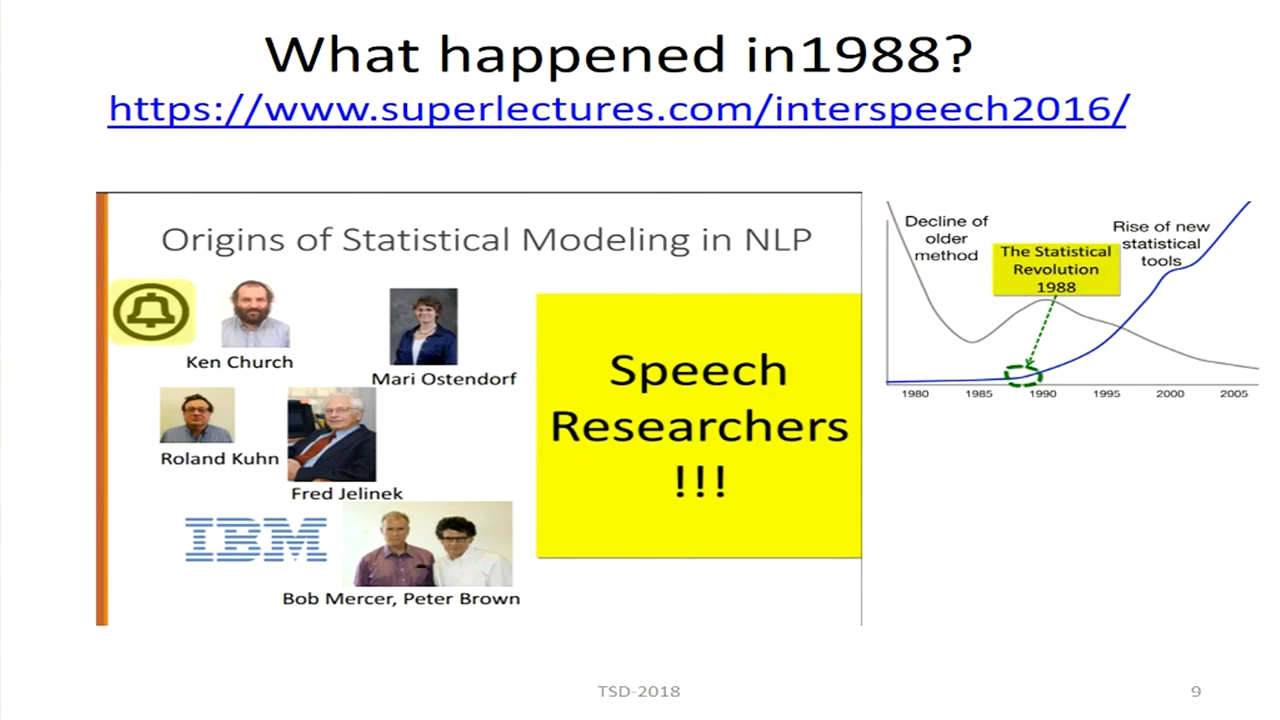 What happened in1988?
https://www.superlectures.com/interspeech2016/
Origins of Statistical Modeling in NLP
Ken Church
Mari Ostendorf
Roland Kuhn
Fred Jelinek
IBM
Bob Mercer, Peter Brown
Speech
Researchers
!!!
Decline of
older
method
The Statistical
Revolution
1988
Rise of new
statistical
tools
1980 1985 1990 1995 2000 2005
TSD-2018
9